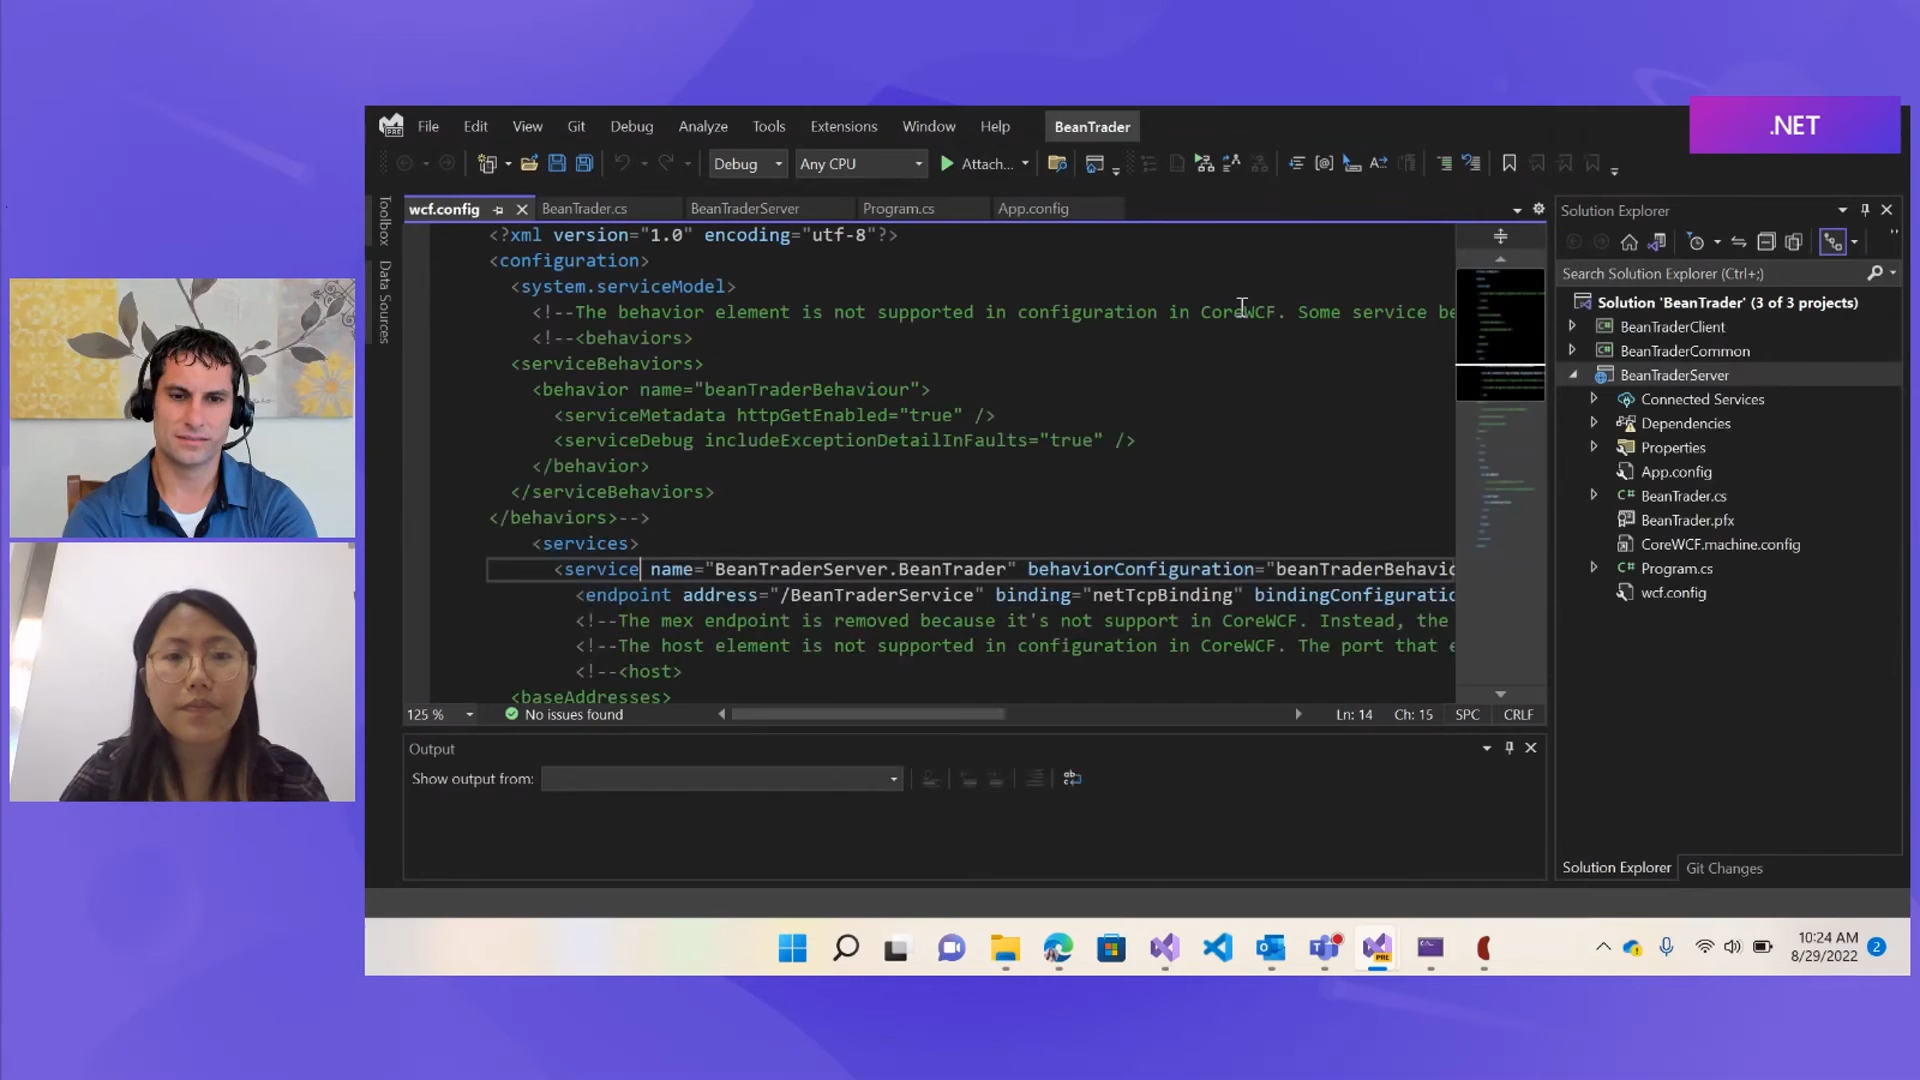 .NET
File Edit View Git Debug Analyze Tools Extensions Window Help BeanTrader
PRE
Debug Any CPU Attach...
Toolbox
Data Sources
wcf.config BeanTrader.cs BeanTraderServer Program.cs App.config
<?xml version="1.0" encoding="utf-8"?>
<configuration>
<system.serviceModel>
<!--The behavior element is not supported in configuration in CoreWCF. Some service be
<!--<behaviors>
<serviceBehaviors>
<behavior name="beanTraderBehaviour">
<serviceMetadata httpGetEnabled="true" />
<serviceDebug includeExceptionDetailInFaults="true" />
</behavior>
</serviceBehaviors>
</behaviors>-->
<services>
<service name="BeanTraderServer.BeanTrader" behaviorConfiguration="beanTraderBehavio
<endpoint address="/BeanTraderService" binding="netTcpBinding" bindingConfiguratio
<!--The mex endpoint is removed because it's not support in CoreWCF. Instead, the
<!--The host element is not supported in configuration in CoreWCF. The port that e
<!--<host>
<baseAddresses>
125 % No issues found Ln: 14 Ch: 15 SPC CRLF
Output
Show output from:
Solution Explorer
Search Solution Explorer (Ctrl+;)
Solution 'BeanTrader' (3 of 3 projects)
BeanTraderClient
BeanTraderCommon
BeanTraderServer
Connected Services
Dependencies
Properties
App.config
BeanTrader.cs
BeanTrader.pfx
CoreWCF.machine.config
Program.cs
wcf.config
Solution Explorer Git Changes
10:24 AM
8/29/2022
2